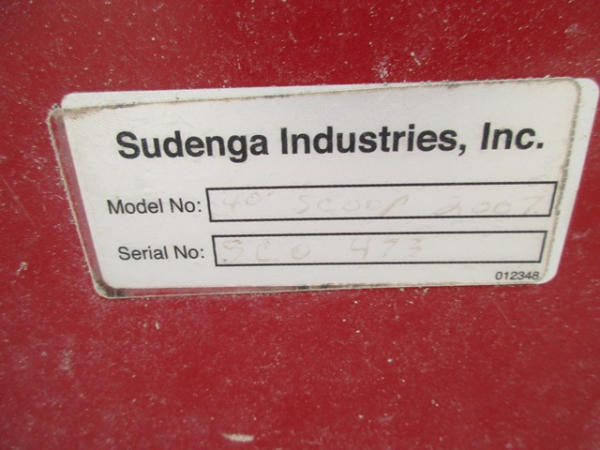 Sudenga Industries, Inc.
Model No: 40' SCOOP 2007
Serial No: SCO 473
012348